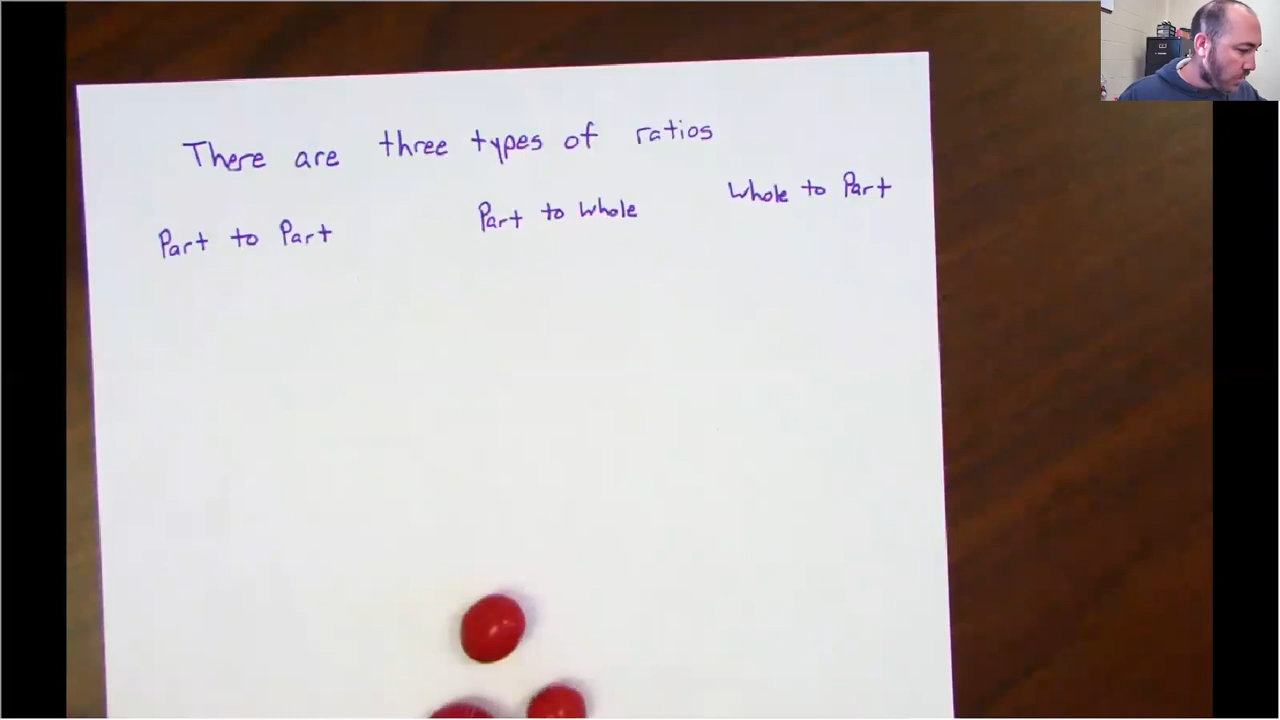 There are three types of ratios
Part to Part
Part to Whole
Whole to Part